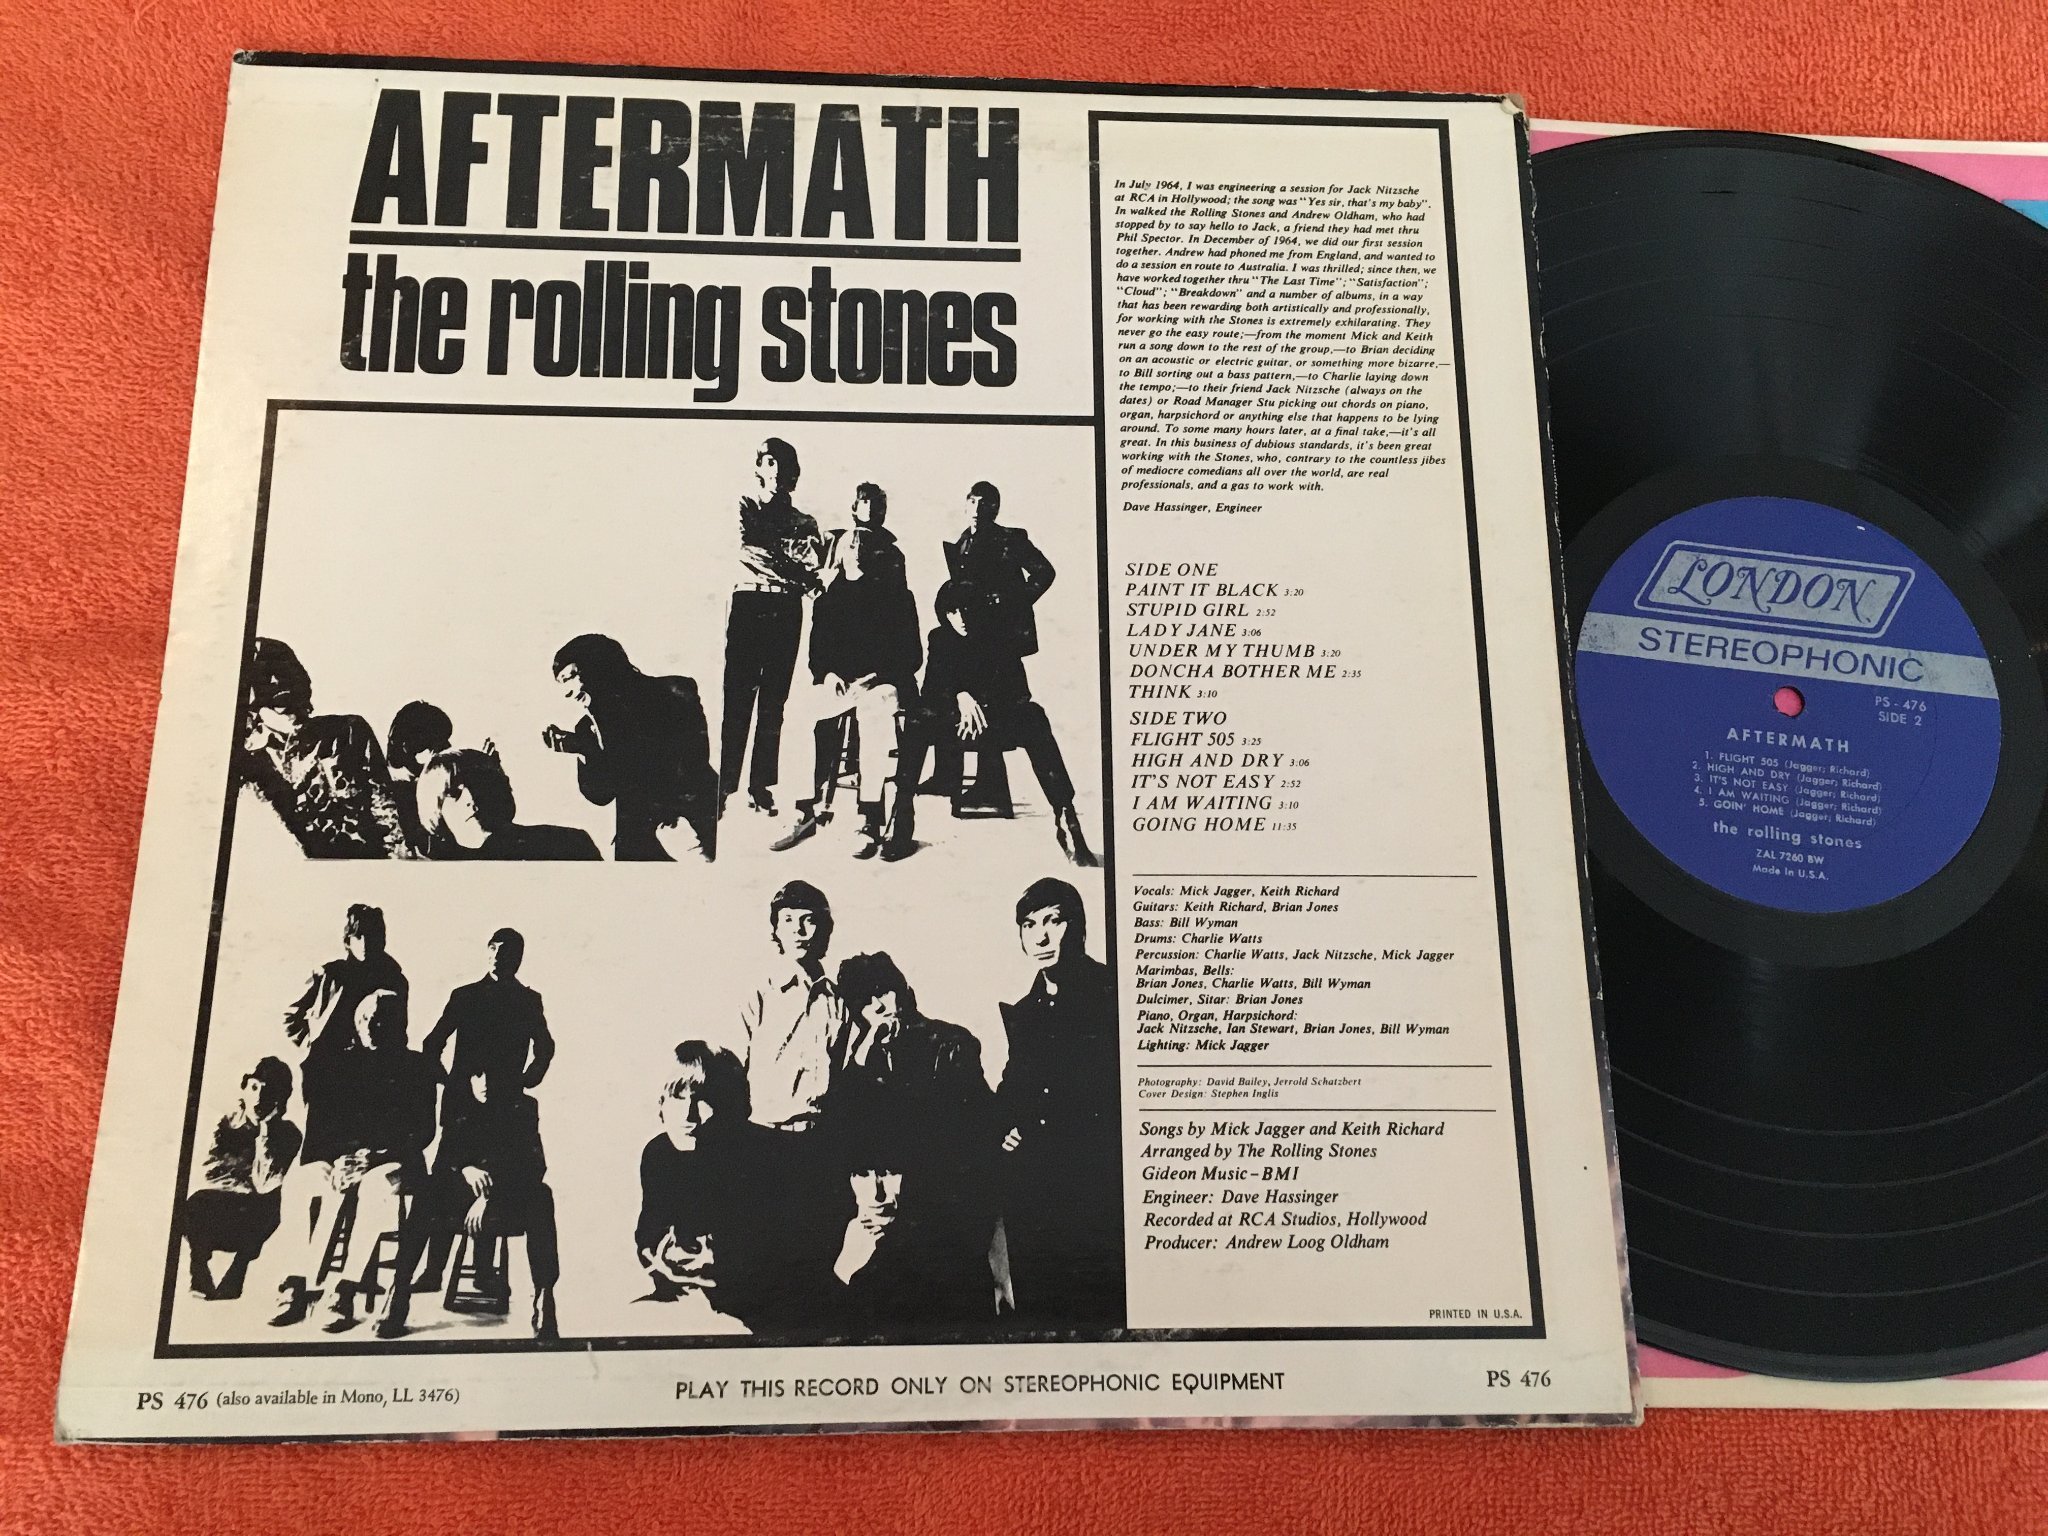 AFTERMATH
the rolling stones
In July 1964, I was engineering a session for Jack Nitzsche
at RCA in Hollywood; the song was "Yes sir, that's my baby".
In walked the Rolling Stones and Andrew Oldham, who had
stopped by to say hello to Jack, a friend they had met thru
Phil Spector. In December of 1964, we did our first session
together. Andrew had phoned me from England, and wanted to
do a session en route to Australia. I was thrilled; since then, we
have worked together thru "The Last Time"; "Satisfaction";
"Cloud"; "Breakdown" and a number of albums, in a way
that has been rewarding both artistically and professionally,
for working with the Stones is extremely exhilarating. They
never go the easy route;—from the moment Mick and Keith
run a song down to the rest of the group,—to Brian deciding
on an acoustic or electric guitar, or something more bizarre,—
to Bill sorting out a bass pattern,—to Charlie laying down
the tempo;—to their friend Jack Nitzsche (always on the
dates) or Road Manager Stu picking out chords on piano,
organ, harpsichord or anything else that happens to be lying
around. To some many hours later, at a final take,—it's all
great. In this business of dubious standards, it's been great
working with the Stones, who, contrary to the countless jibes
of mediocre comedians all over the world, are real
professionals, and a gas to work with.
Dave Hassinger, Engineer
SIDE ONE
PAINT IT BLACK 3:20
STUPID GIRL 2:52
LADY JANE 3:06
UNDER MY THUMB 3:20
DONCHA BOTHER ME 2:35
THINK 3:10
SIDE TWO
FLIGHT 505 3:25
HIGH AND DRY 3:06
IT'S NOT EASY 2:52
I AM WAITING 3:10
GOING HOME 11:35
Vocals: Mick Jagger, Keith Richard
Guitars: Keith Richard, Brian Jones
Bass: Bill Wyman
Drums: Charlie Watts
Percussion: Charlie Watts, Jack Nitzsche, Mick Jagger
Marimbas, Bells:
Brian Jones, Charlie Watts, Bill Wyman
Dulcimer, Sitar: Brian Jones
Piano, Organ, Harpsichord:
Jack Nitzsche, Ian Stewart, Brian Jones, Bill Wyman
Lighting: Mick Jagger
Photography: David Bailey, Jerrold Schatzbert
Cover Design: Stephen Inglis
Songs by Mick Jagger and Keith Richard
Arranged by The Rolling Stones
Gideon Music–BMI
Engineer: Dave Hassinger
Recorded at RCA Studios, Hollywood
Producer: Andrew Loog Oldham
PRINTED IN U.S.A.
PS 476 (also available in Mono, LL 3476)
PLAY THIS RECORD ONLY ON STEREOPHONIC EQUIPMENT
PS 476
LONDON
STEREOPHONIC
PS - 476
SIDE 2
AFTERMATH
1. FLIGHT 505 (Jagger; Richard)
2. HIGH AND DRY (Jagger; Richard)
3. IT'S NOT EASY (Jagger; Richard)
4. I AM WAITING (Jagger; Richard)
5. GOIN' HOME (Jagger; Richard)
the rolling stones
ZAL 7260 BW
Made in U.S.A.